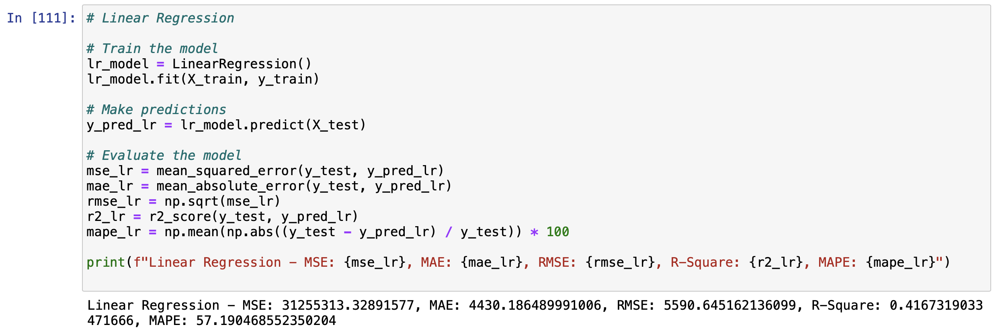 In [111]: # Linear Regression
# Train the model
lr_model = LinearRegression()
lr_model.fit(X_train, y_train)
# Make predictions
y_pred_lr = lr_model.predict(X_test)
# Evaluate the model
mse_lr = mean_squared_error(y_test, y_pred_lr)
mae_lr = mean_absolute_error(y_test, y_pred_lr)
rmse_lr = np.sqrt(mse_lr)
r2_lr = r2_score(y_test, y_pred_lr)
mape_lr = np.mean(np.abs((y_test - y_pred_lr) / y_test)) * 100
print(f"Linear Regression - MSE: {mse_lr}, MAE: {mae_lr}, RMSE: {rmse_lr}, R-Square: {r2_lr}, MAPE: {mape_lr}")
Linear Regression - MSE: 31255313.32891577, MAE: 4430.186489991006, RMSE: 5590.645162136099, R-Square: 0.4167319033
471666, MAPE: 57.190468552350204